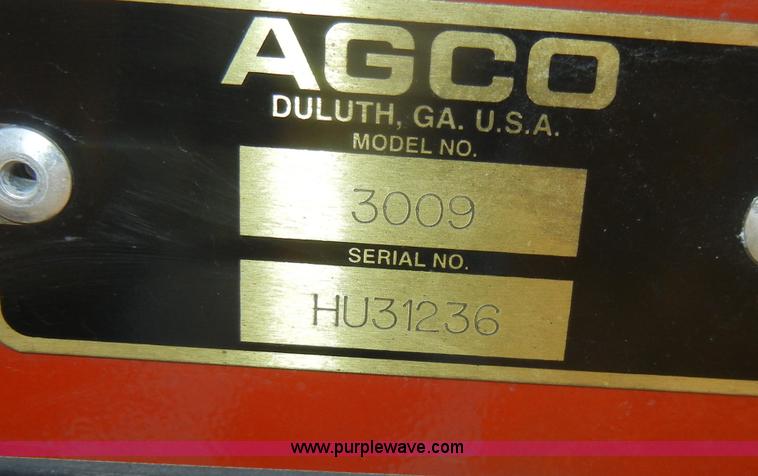 AGCO
DULUTH, GA. U.S.A.
MODEL NO.
3009
SERIAL NO.
HU31236
www.purplewave.com